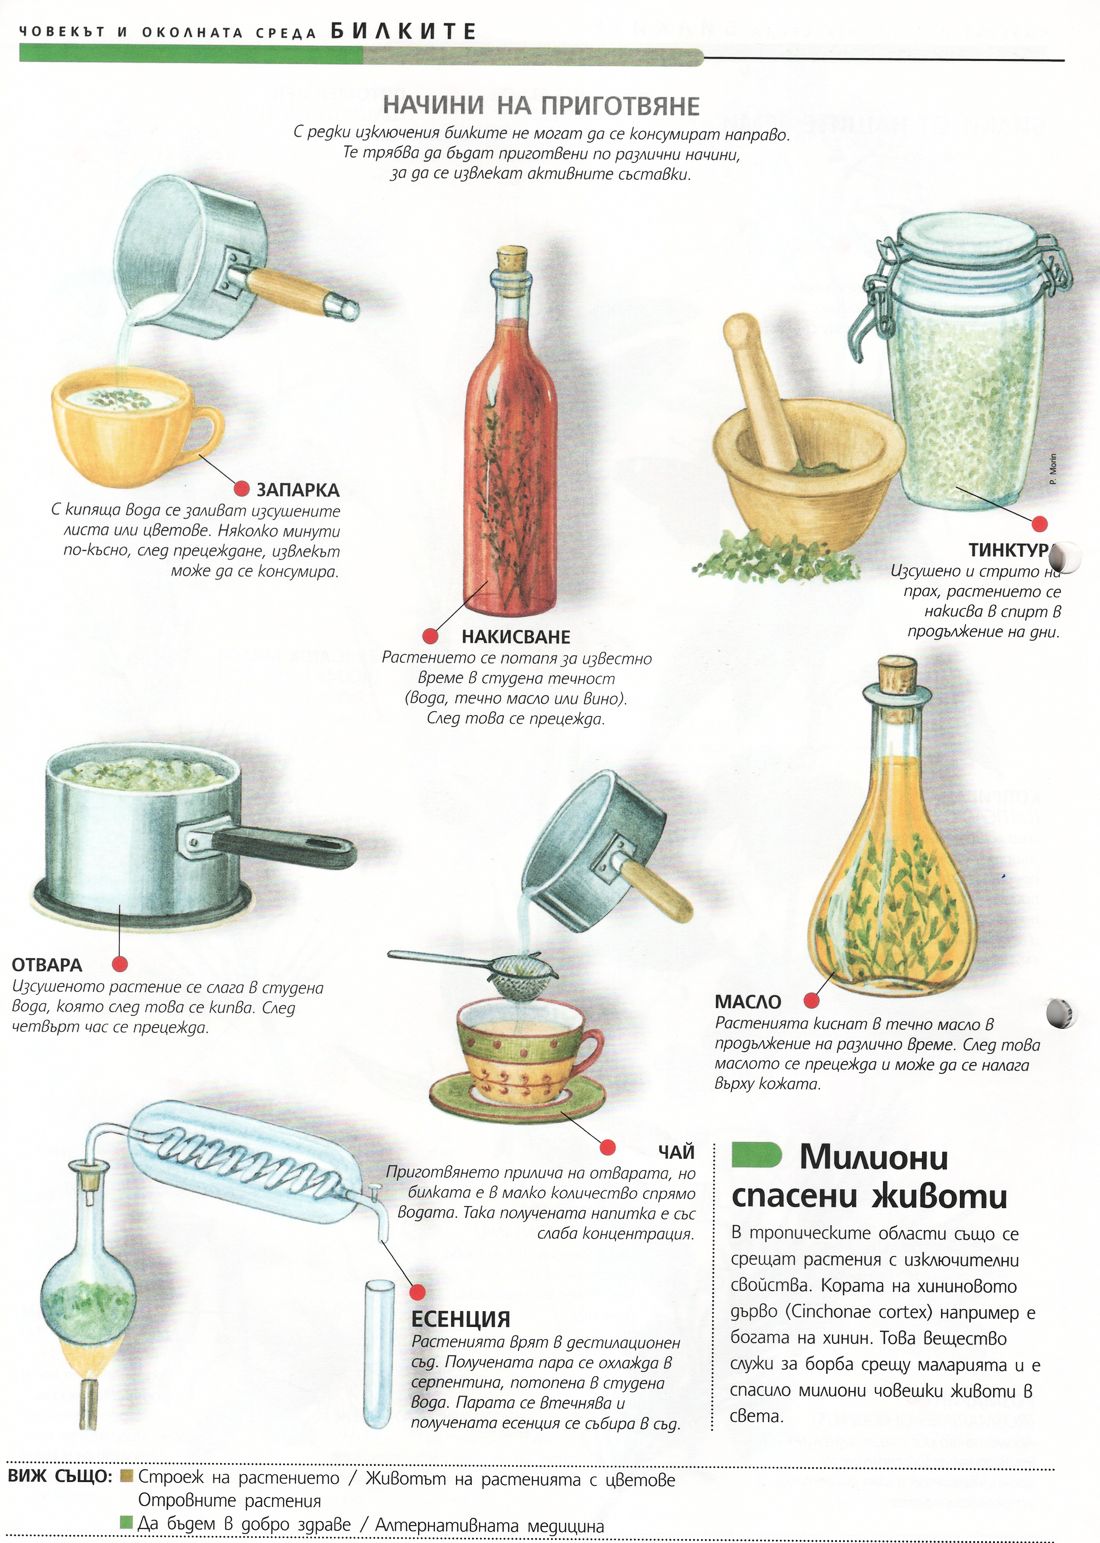 ЧОВЕКЪТ И ОКОЛНАТА СРЕДА БИЛКИТЕ
НАЧИНИ НА ПРИГОТВЯНЕ
С редки изключения билките не могат да се консумират направо.
Те трябва да бъдат приготвени по различни начини,
за да се извлекат активните съставки.
ЗАПАРКА
С кипяща вода се заливат изсушените
листа или цветове. Няколко минути
по-късно, след прецеждане, извлекът
може да се консумира.
НАКИСВАНЕ
Растението се потапя за известно
време в студена течност
(вода, течно масло или вино).
След това се прецежда.
P. Morin
ТИНКТУРА
Изсушено и стрито на
прах, растението се
накисва в спирт в
продължение на дни.
ОТВАРА
Изсушеното растение се слага в студена
вода, която след това се кипва. След
четвърт час се прецежда.
МАСЛО
Растенията киснат в течно масло в
продължение на различно време. След това
маслото се прецежда и може да се налага
върху кожата.
ЧАЙ
Приготвянето прилича на отварата, но
билката е в малко количество спрямо
водата. Така получената напитка е със
слаба концентрация.
ЕСЕНЦИЯ
Растенията врят в дестилационен
съд. Получената пара се охлажда в
серпентина, потопена в студена
вода. Парата се втечнява и
получената есенция се събира в съд.
Милиони
спасени животи
В тропическите области също се
срещат растения с изключителни
свойства. Кората на хининовото
дърво (Cinchonae cortex) например е
богата на хинин. Това вещество
служи за борба срещу маларията и е
спасило милиони човешки животи в
света.
ВИЖ СЪЩО: Строеж на растението / Животът на растенията с цветове
Отровните растения
Да бъдем в добро здраве / Алтернативната медицина